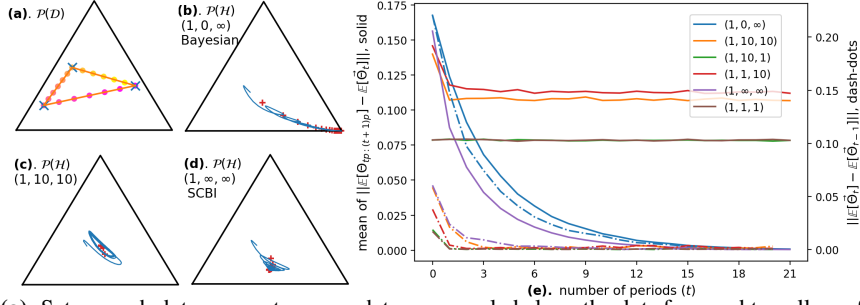 (a). P(D)
(b). P(H)
(1, 0, ∞)
Bayesian
(c). P(H)
(1, 10, 10)
(d). P(H)
(1, ∞, ∞)
SCBI
mean of ||𝔼[Θ_{tp:(t+1)p}] − 𝔼[Θ⃗_t]||, solid
0.175
0.150
0.125
0.100
0.075
0.050
0.025
0.000
(1, 0, ∞)
(1, 10, 10)
(1, 10, 1)
(1, 1, 10)
(1, ∞, ∞)
(1, 1, 1)
0.20
0.15
0.10
0.05
0.00
||𝔼[Θ⃗_t] − 𝔼[Θ⃗_{t−1}]||, dash-dots
0 3 6 9 12 15 18 21
(e). number of periods (t)